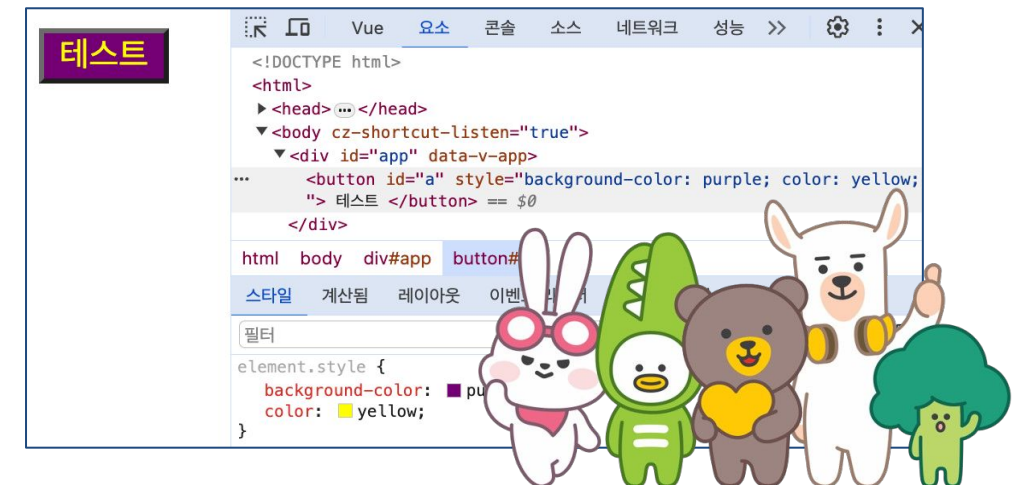 테스트
Vue 요소 콘솔 소스 네트워크 성능
<!DOCTYPE html>
<html>
<head> … </head>
<body cz-shortcut-listen="true">
<div id="app" data-v-app>
… <button id="a" style="background-color: purple; color: yellow;
"> 테스트 </button> == $0
</div>
html body div#app button#
스타일 계산됨 레이아웃
필터
element.style {
background-color: pu
color: yellow;
}